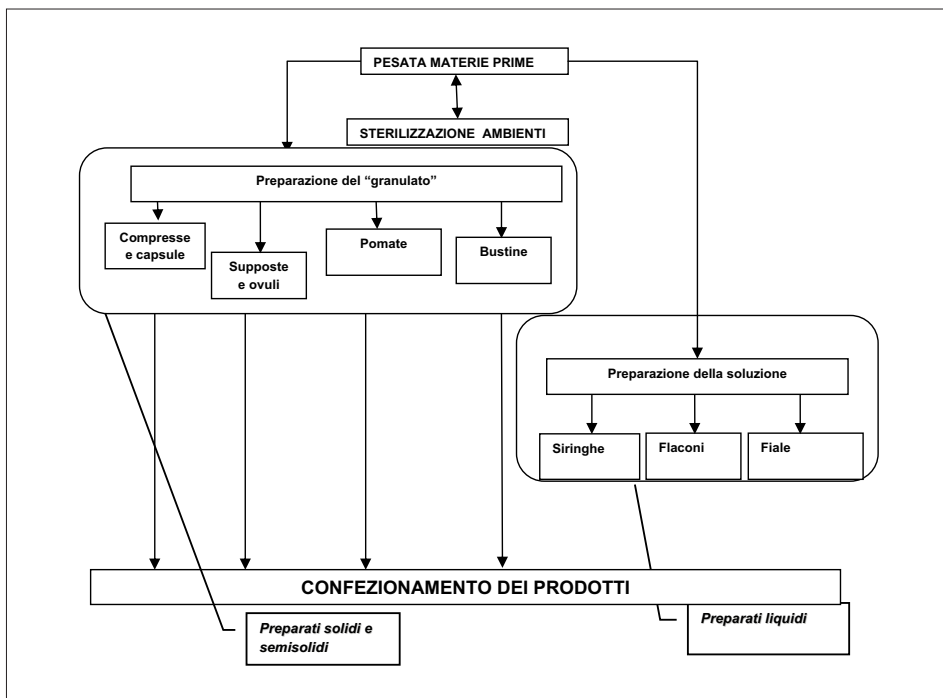 PESATA MATERIE PRIME
STERILIZZAZIONE AMBIENTI
Preparazione del “granulato”
Compresse
e capsule
Supposte
e ovuli
Pomate
Bustine
Preparazione della soluzione
Siringhe
Flaconi
Fiale
CONFEZIONAMENTO DEI PRODOTTI
Preparati solidi e
semisolidi
Preparati liquidi